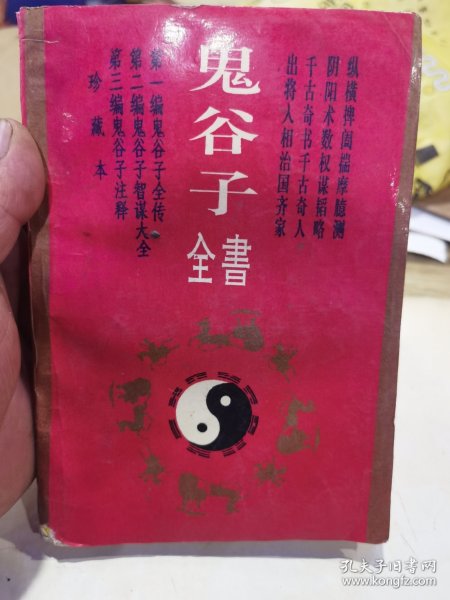 纵横捭阖揣摩臆测
阴阳术数权谋韬略
千古奇书千古奇人
出将入相治国齐家
鬼谷子
全書
第一编鬼谷子全传
第二编鬼谷子智谋大全
第三编鬼谷子注释
珍藏本
孔夫子旧书网
www.kongfz.com